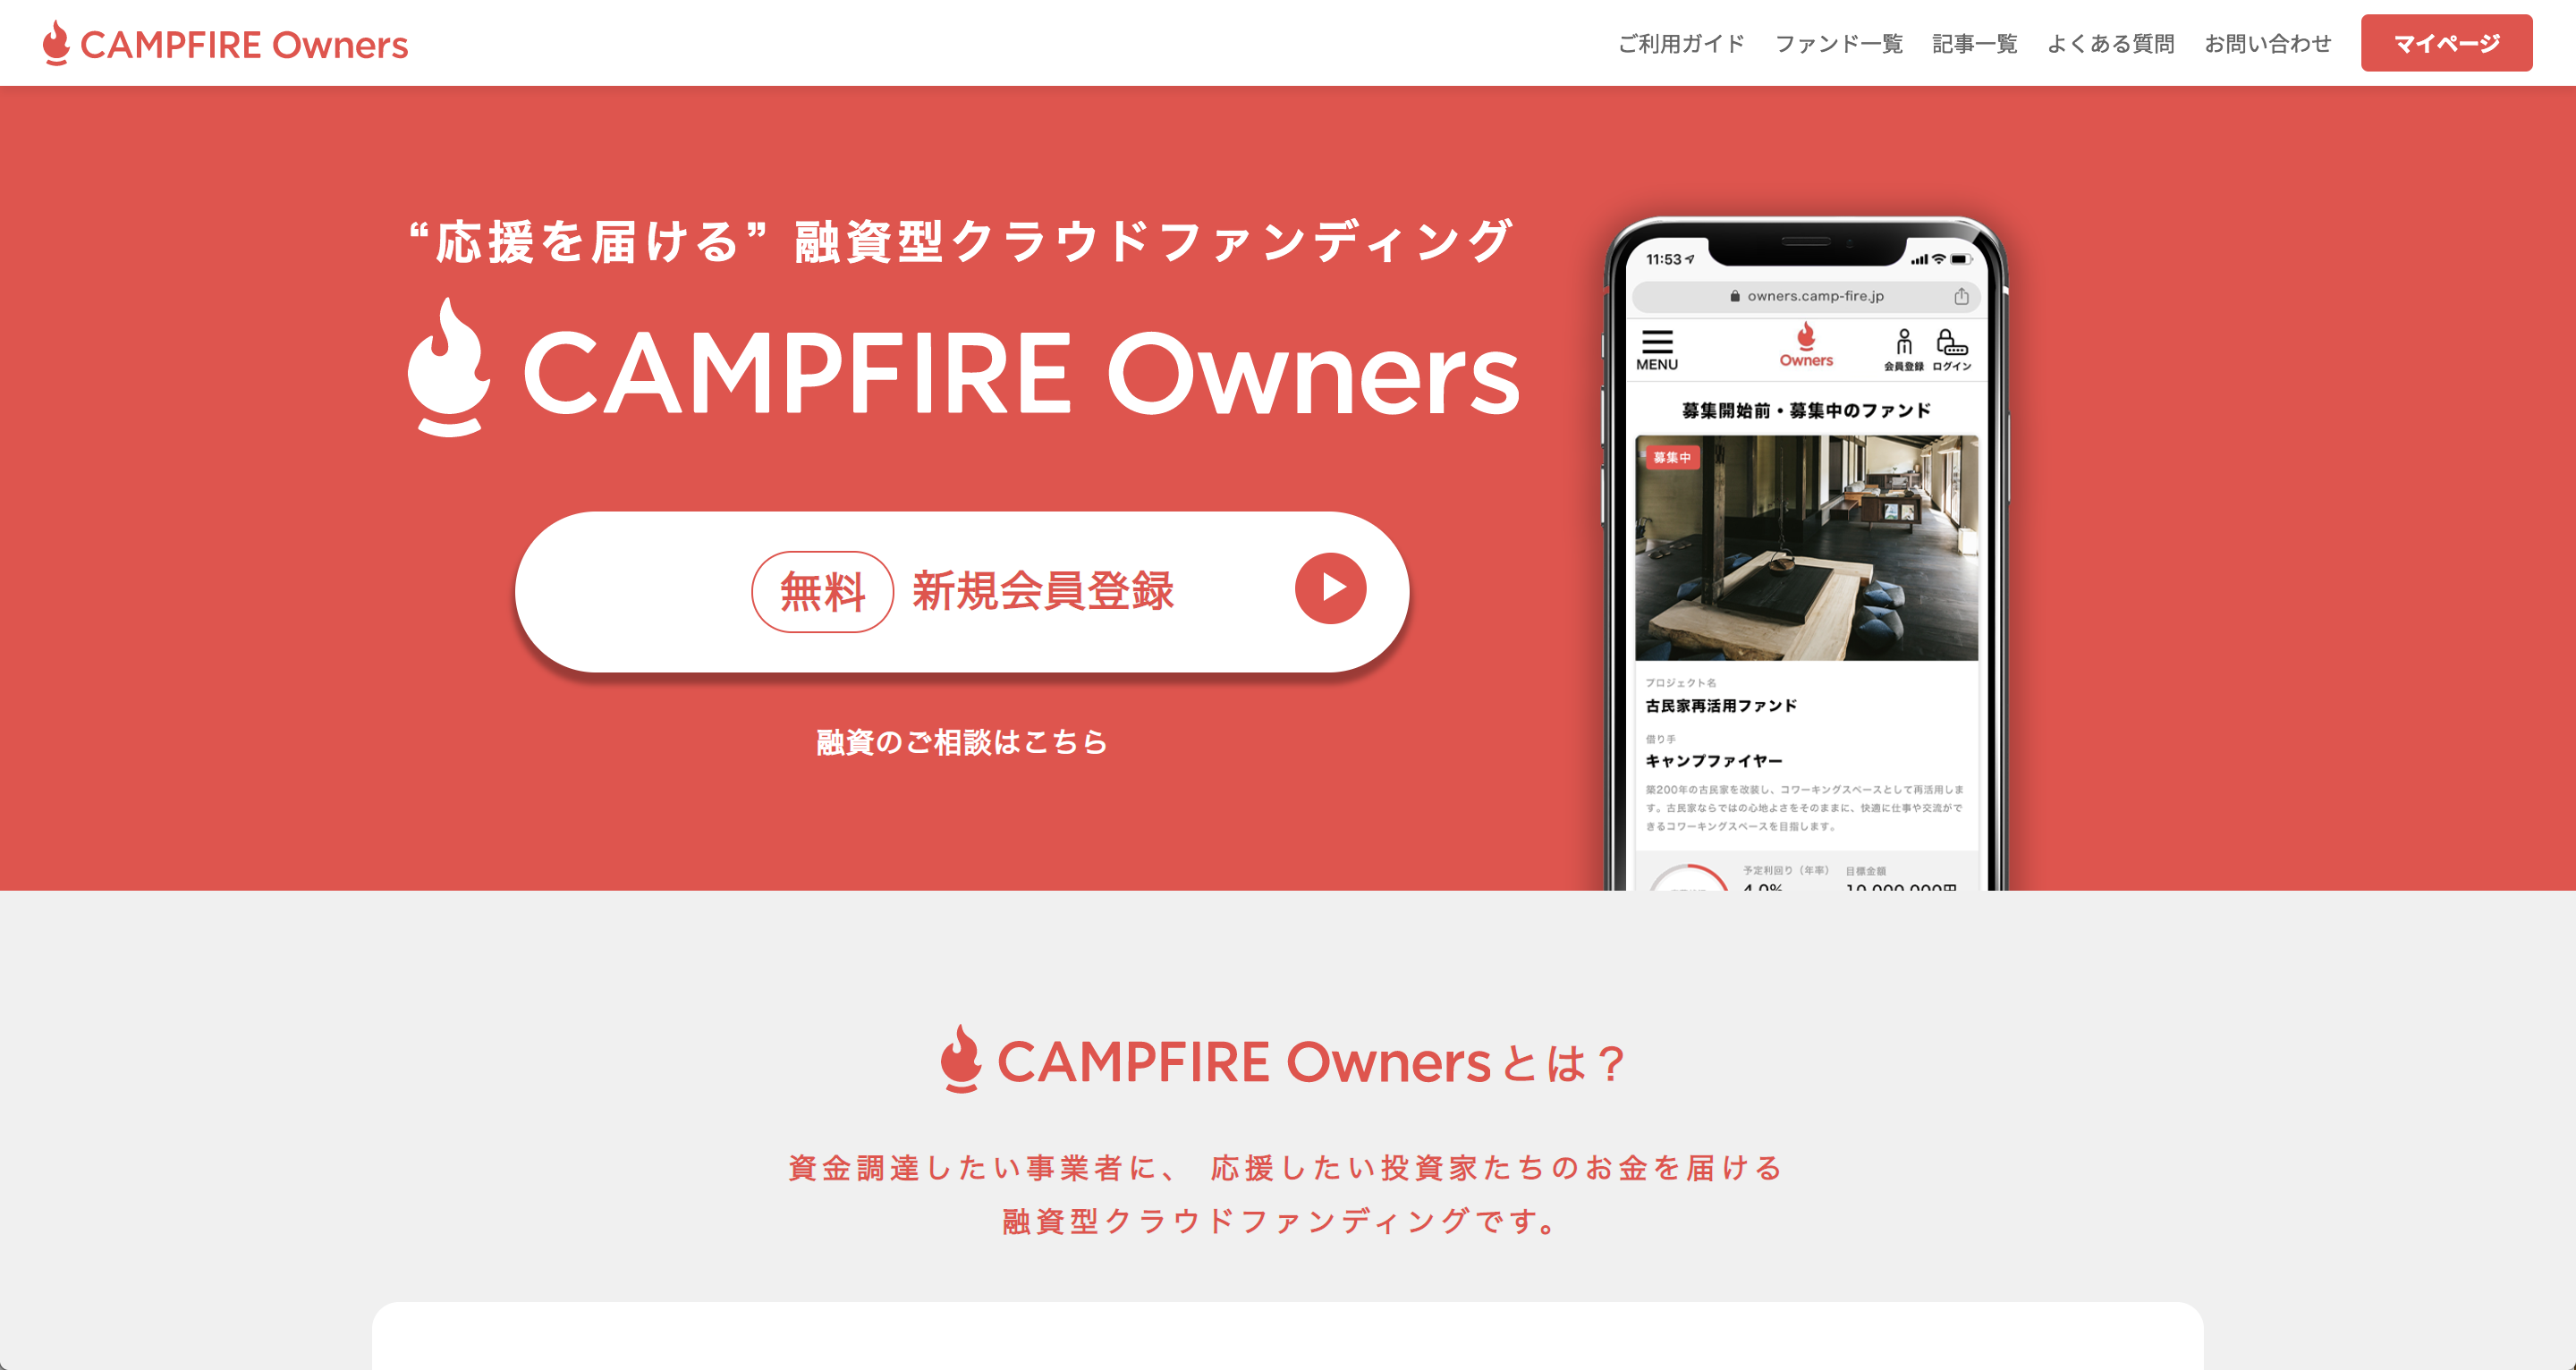 CAMPFIRE Owners
ご利用ガイド ファンド一覧 記事一覧 よくある質問 お問い合わせ マイページ
“応援を届ける” 融資型クラウドファンディング
CAMPFIRE Owners
無料 新規会員登録
融資のご相談はこちら
11:53
owners.camp-fire.jp
MENU
Owners
会員登録 ログイン
募集開始前・募集中のファンド
募集中
プロジェクト名
古民家再活用ファンド
借り手
キャンプファイヤー
築200年の古民家を改装し、コワーキングスペースとして再活用しま
す。古民家ならではの心地よさをそのままに、快適に仕事や交流がで
きるコワーキングスペースを目指します。
予定利回り（年率） 目標金額
4.0% 10,000,000円
CAMPFIRE Ownersとは？
資金調達したい事業者に、 応援したい投資家たちのお金を届ける
融資型クラウドファンディングです。